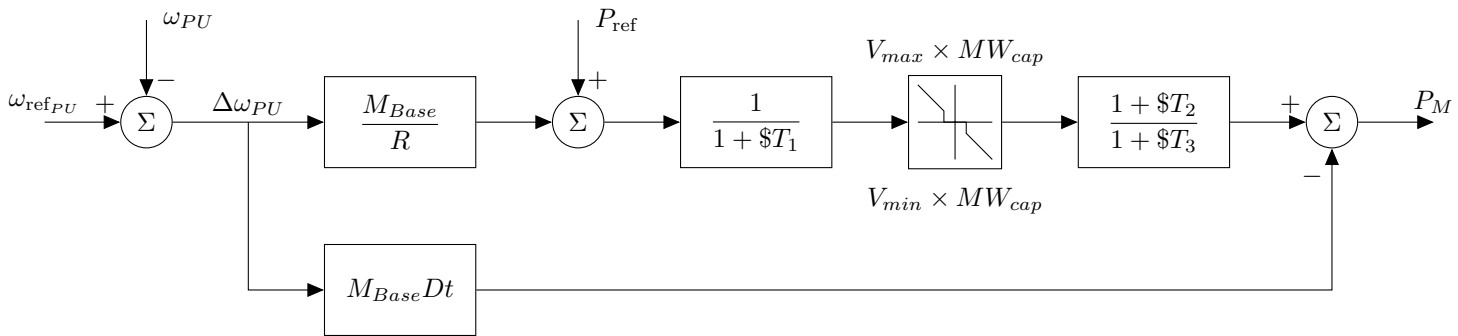 ω_PU
P_ref
−
+
V_max × MW_cap
ω_ref_PU
+
Σ
Δω_PU
M_Base
R
Σ
1
1 + $T_1
1 + $T_2
1 + $T_3
+
Σ
P_M
−
V_min × MW_cap
M_Base Dt